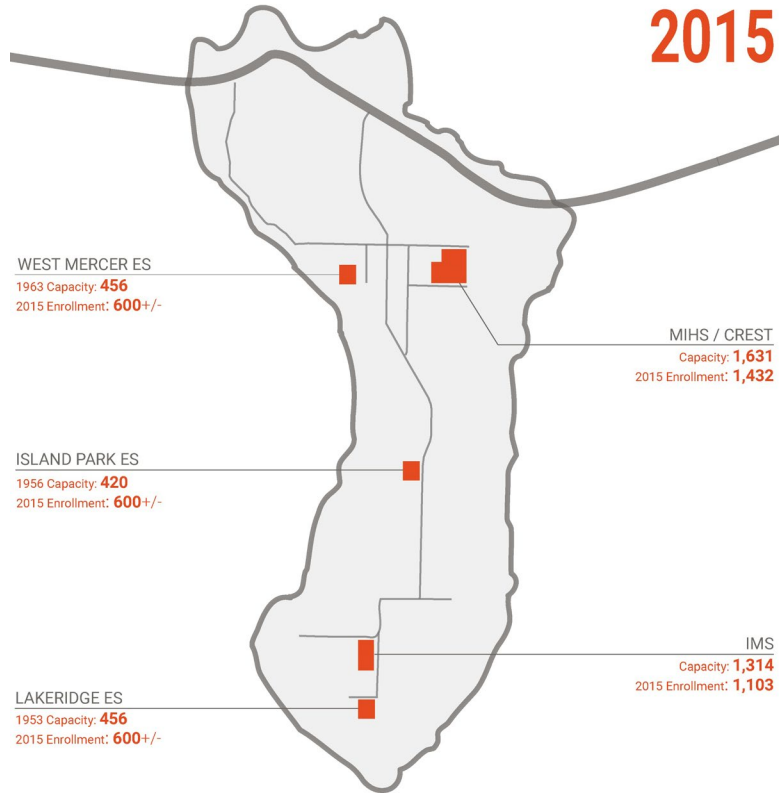 2015
WEST MERCER ES
1963 Capacity: 456
2015 Enrollment: 600+/-
MIHS / CREST
Capacity: 1,631
2015 Enrollment: 1,432
ISLAND PARK ES
1956 Capacity: 420
2015 Enrollment: 600+/-
IMS
Capacity: 1,314
2015 Enrollment: 1,103
LAKERIDGE ES
1953 Capacity: 456
2015 Enrollment: 600+/-